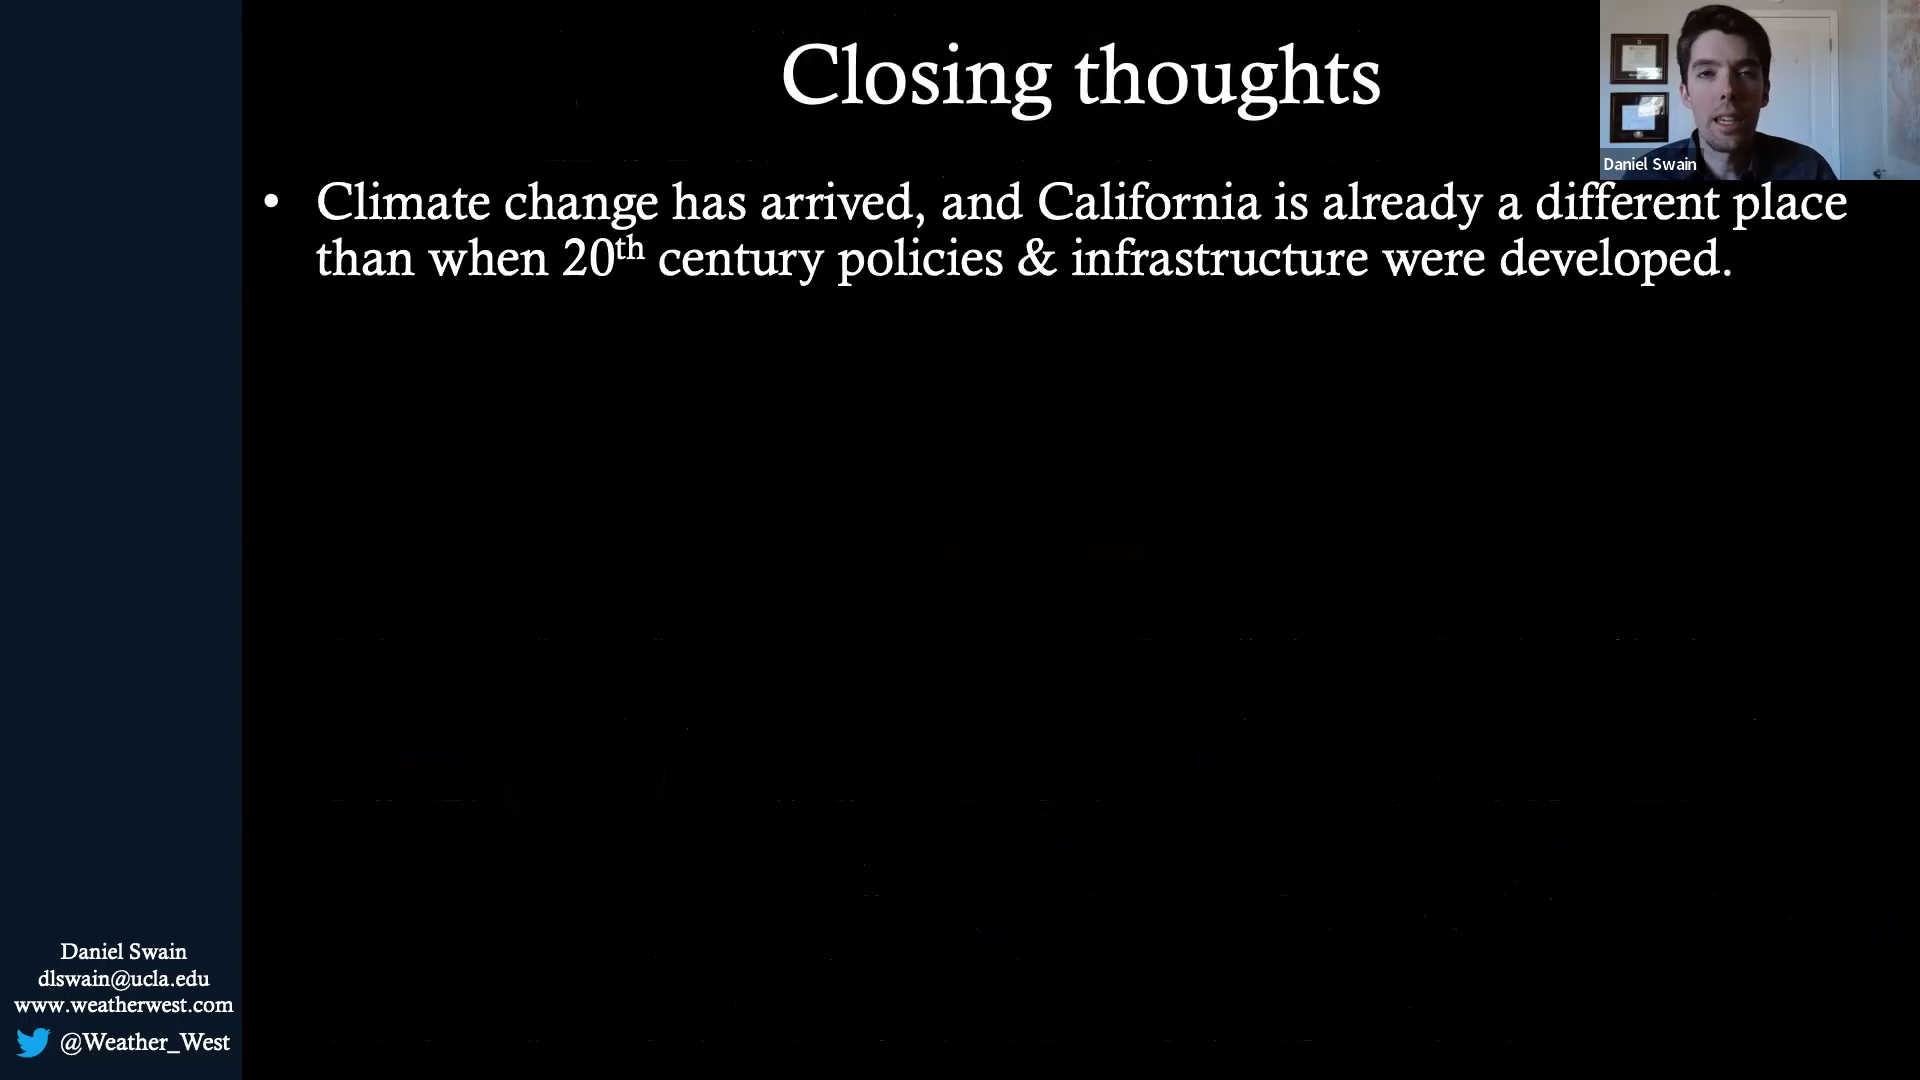 Closing thoughts
Daniel Swain
• Climate change has arrived, and California is already a different place
than when 20th century policies & infrastructure were developed.
Daniel Swain
dlswain@ucla.edu
www.weatherwest.com
@Weather_West